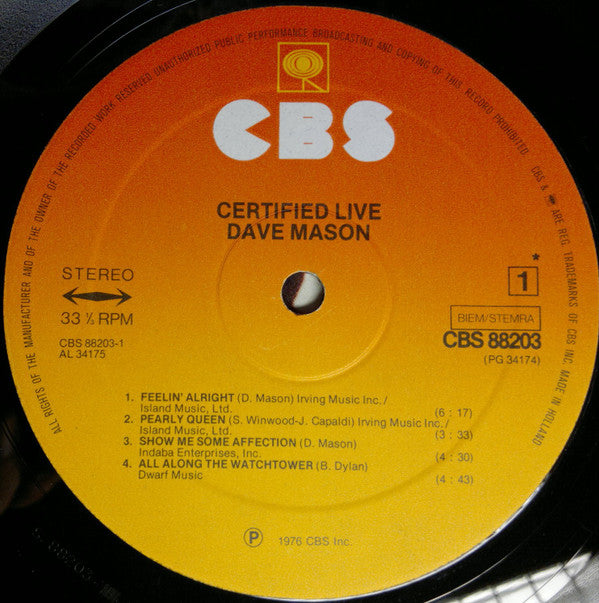 ALL RIGHTS OF THE MANUFACTURER AND OF THE OWNER OF THE RECORDED WORK RESERVED UNAUTHORIZED PUBLIC PERFORMANCE BROADCASTING AND COPYING OF THIS RECORD PROHIBITED
CBS & ARE REG. TRADEMARKS OF CBS INC. MADE IN HOLLAND
CBS
CERTIFIED LIVE
DAVE MASON
STEREO
33 ⅓ RPM
CBS 88203-1
AL 34175
*
1
BIEM/STEMRA
CBS 88203
(PG 34174)
1. FEELIN' ALRIGHT (D. Mason) Irving Music Inc./
Island Music, Ltd. (6 : 17)
2. PEARLY QUEEN (S. Winwood-J. Capaldi) Irving Music Inc./
Island Music, Ltd. (3 : 33)
3. SHOW ME SOME AFFECTION (D. Mason)
Indaba Enterprises, Inc. (4 : 30)
4. ALL ALONG THE WATCHTOWER (B. Dylan)
Dwarf Music (4 : 43)
Ⓟ 1976 CBS Inc.